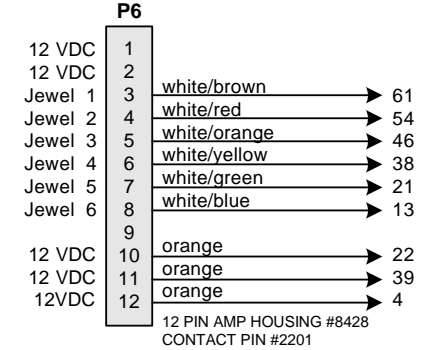 P6
12 VDC 1
12 VDC 2
Jewel 1 3 white/brown 61
Jewel 2 4 white/red 54
Jewel 3 5 white/orange 46
Jewel 4 6 white/yellow 38
Jewel 5 7 white/green 21
Jewel 6 8 white/blue 13
9
12 VDC 10 orange 22
12 VDC 11 orange 39
12VDC 12 orange 4
12 PIN AMP HOUSING #8428
CONTACT PIN #2201